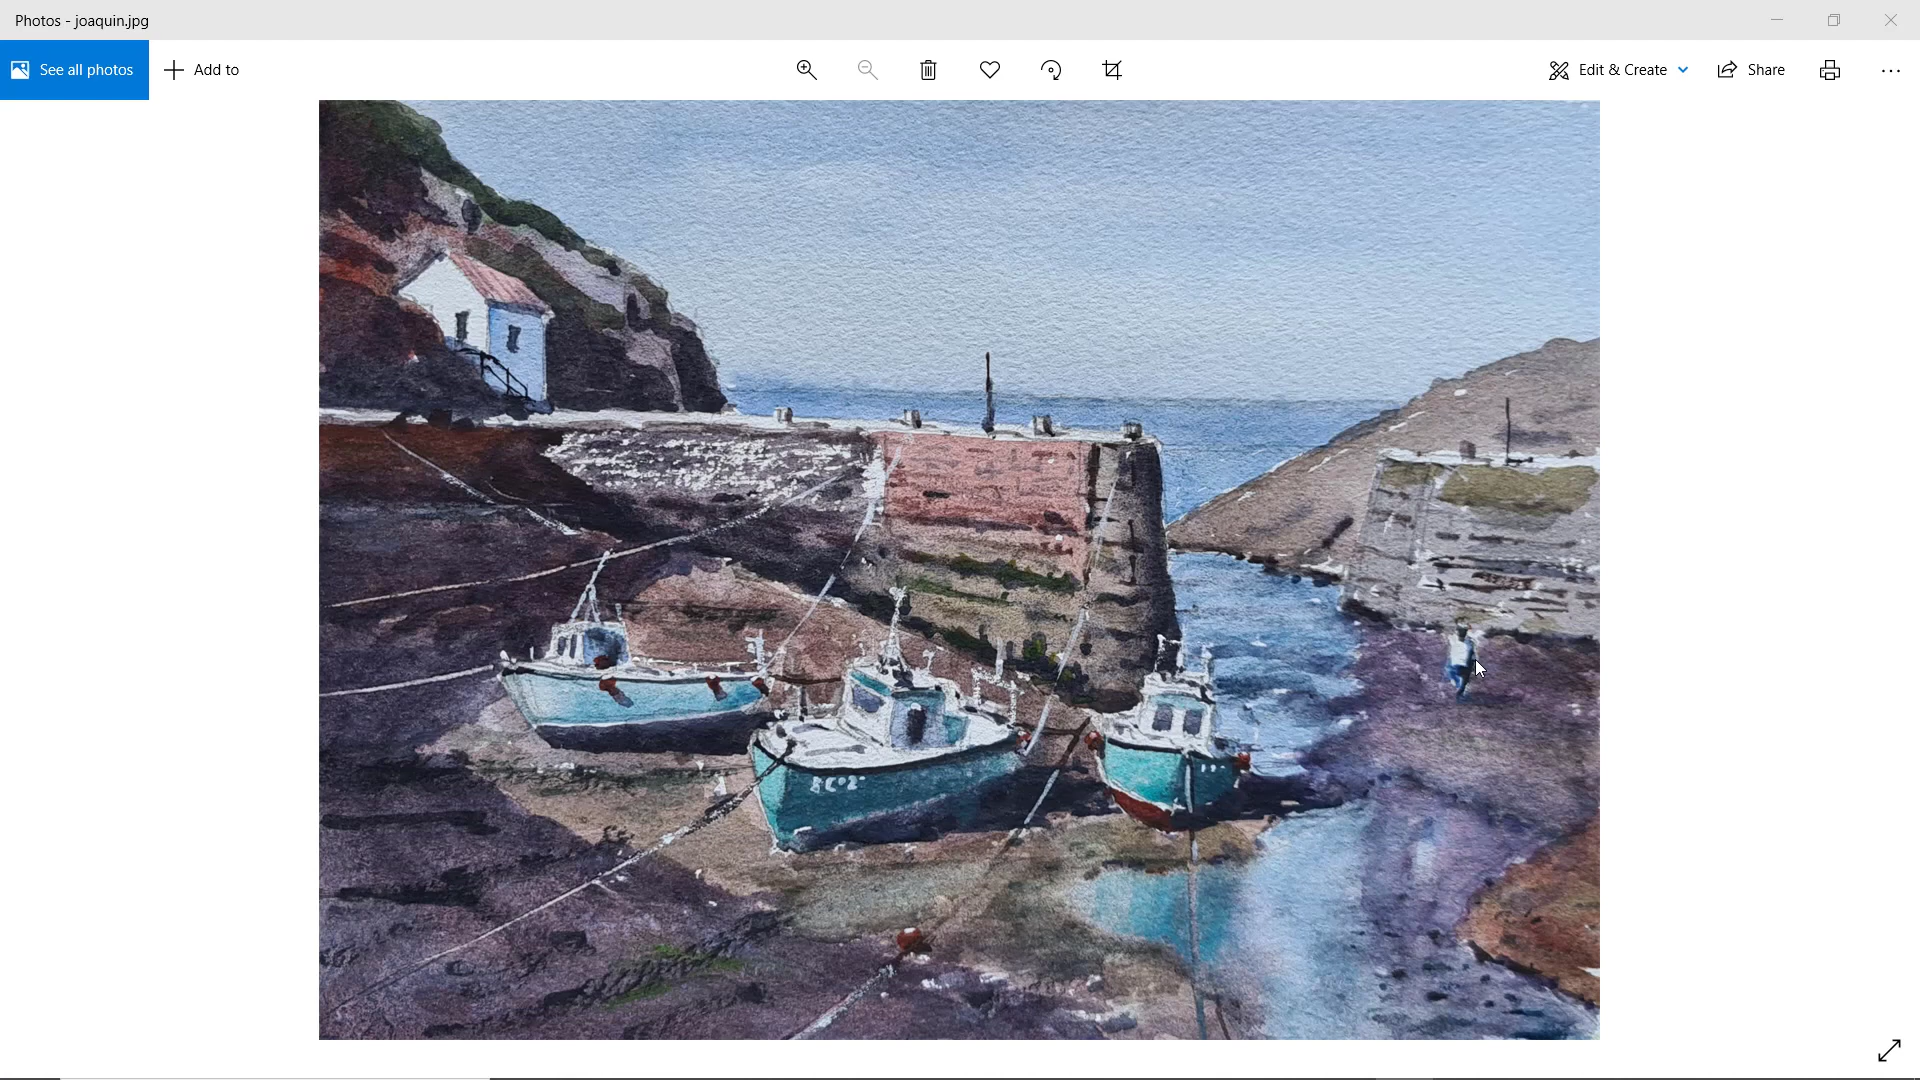 Photos - joaquin.jpg
See all photos
Add to
Edit & Create
Share